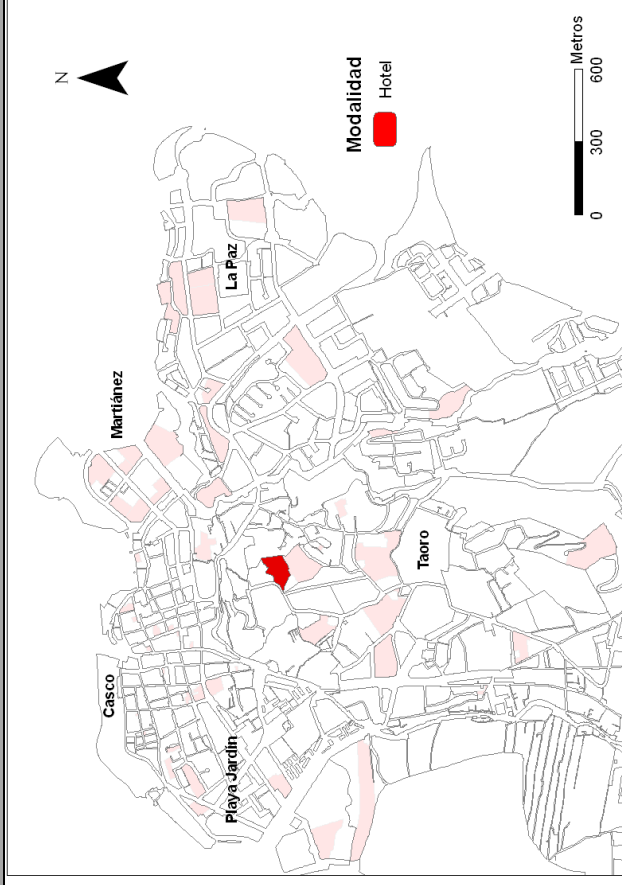 N
Martiánez
Casco
La Paz
Playa Jardín
Taoro
Modalidad
Hotel
0 300 600
Metros